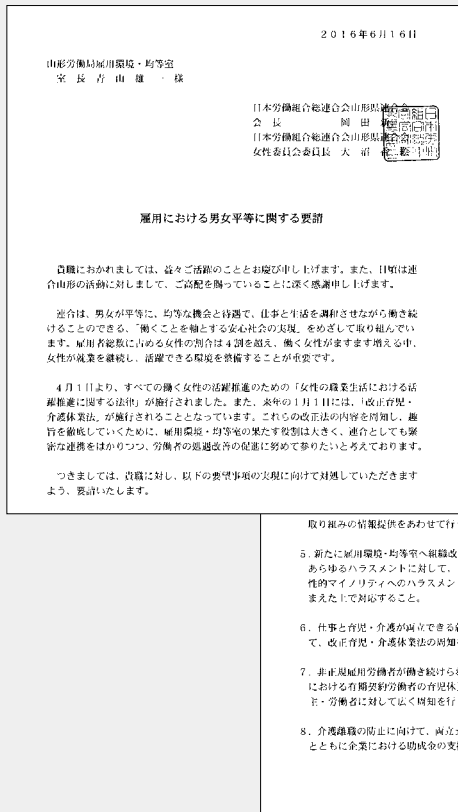 2016年6月16日
山形労働局雇用環境・均等室
室 長 青 山 雄 一 様
日本労働組合総連合会山形県連合会
会 長 岡 田 新
日本労働組合総連合会山形県連合会
女性委員会委員長 大 沼
雇用における男女平等に関する要請
貴職におかれましては、益々ご活躍のこととお慶び申し上げます。また、日頃は連
合山形の活動に対しまして、ご高配を賜っていることに深く感謝申し上げます。
連合は、男女が平等に、均等な機会と待遇で、仕事と生活を調和させながら働き続
けることのできる、「働くことを軸とする安心社会の実現」をめざして取り組んでい
ます。雇用者総数に占める女性の割合は4割を超え、働く女性がますます増える中、
女性が就業を継続し、活躍できる環境を整備することが重要です。
4月1日より、すべての働く女性の活躍推進のための「女性の職業生活における活
躍推進に関する法律」が施行されました。また、来年の1月1日には、「改正育児・
介護休業法」が施行されることとなっています。これらの改正法の内容を周知し、趣
旨を徹底していくために、雇用環境・均等室の果たす役割は大きく、連合としても緊
密な連携をはかりつつ、労働者の処遇改善の促進に努めて参りたいと考えております。
つきましては、貴職に対し、以下の要望事項の実現に向けて対処していただきます
よう、要請いたします。
取り組みの情報提供をあわせて行
5．新たに雇用環境・均等室へ組織改
あらゆるハラスメントに対して、
性的マイノリティへのハラスメン
まえた上で対応すること。
6．仕事と育児・介護が両立できる
て、改正育児・介護休業法の周知
7．非正規雇用労働者が働き続けら
における有期契約労働者の育児休
主・労働者に対して広く周知を行
8．介護離職の防止に向けて、両立
とともに企業における助成金の支